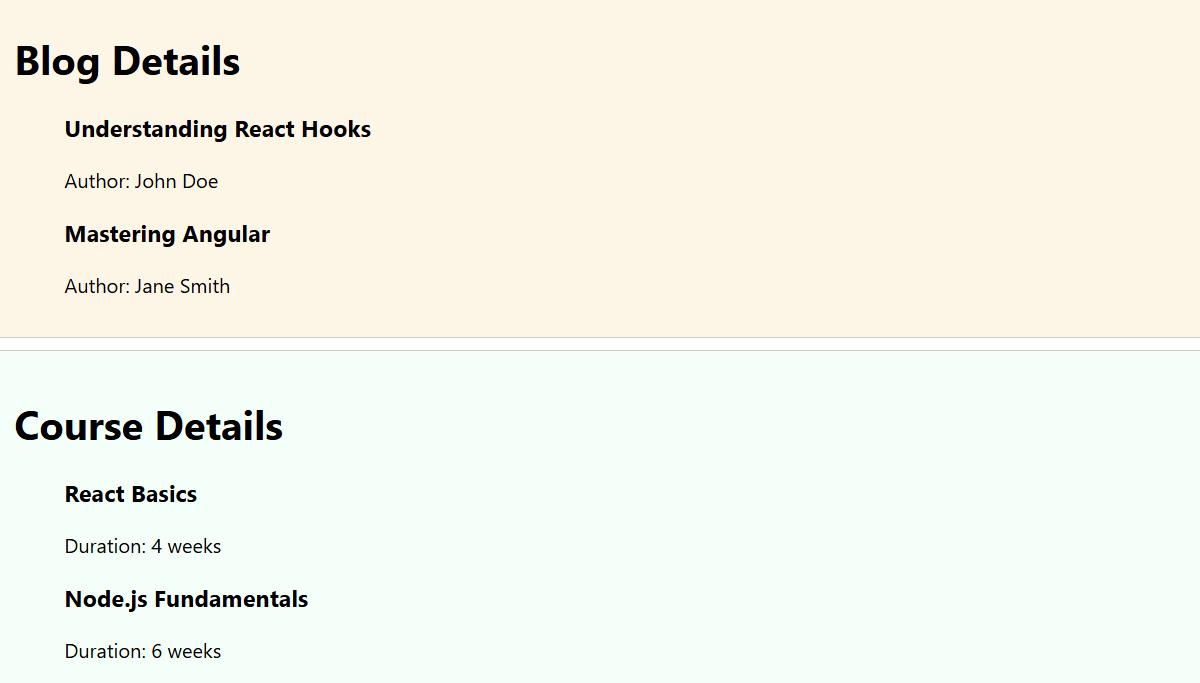 Blog Details
Understanding React Hooks
Author: John Doe
Mastering Angular
Author: Jane Smith
Course Details
React Basics
Duration: 4 weeks
Node.js Fundamentals
Duration: 6 weeks